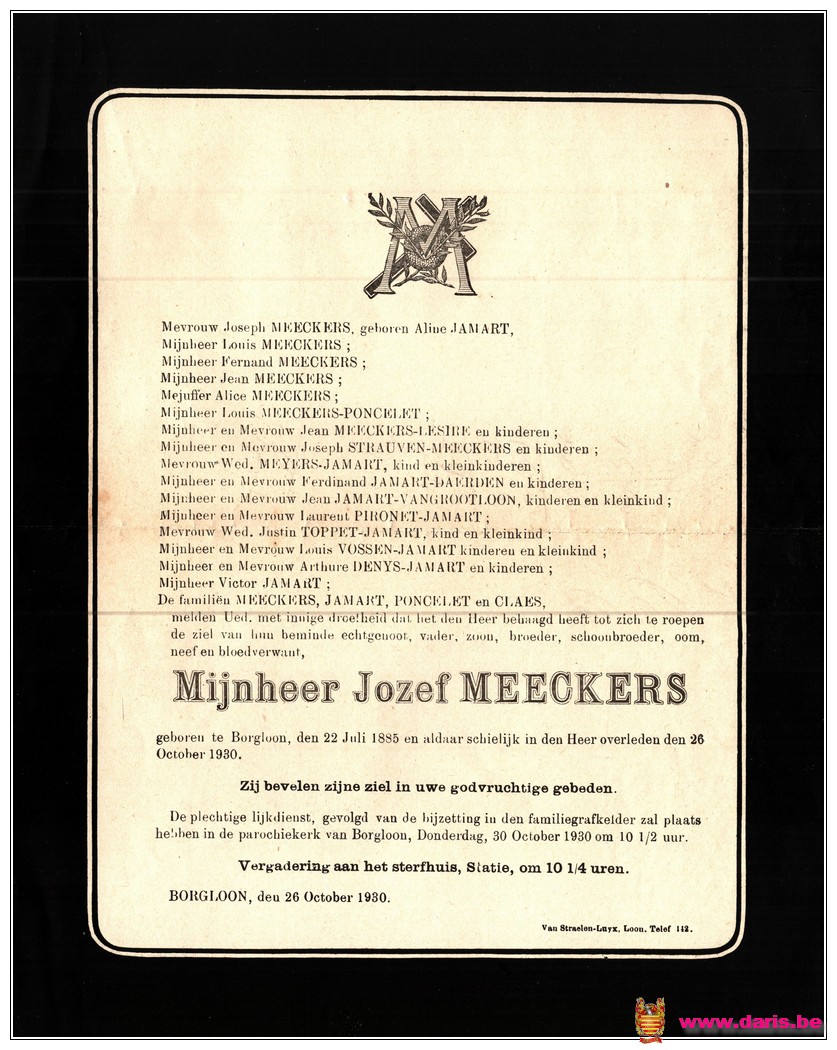 M
Mevrouw Joseph MEECKERS, geboren Aline JAMART,
Mijnheer Louis MEECKERS ;
Mijnheer Fernand MEECKERS ;
Mijnheer Jean MEECKERS ;
Mejuffer Alice MEECKERS ;
Mijnheer Louis MEECKERS-PONCELET ;
Mijnheer en Mevrouw Jean MEECKERS-LESIRE en kinderen ;
Mijnheer en Mevrouw Joseph STRAUVEN-MEECKERS en kinderen ;
Mevrouw Wed. MEYERS-JAMART, kind en kleinkinderen ;
Mijnheer en Mevrouw Ferdinand JAMART-DAERDEN en kinderen ;
Mijnheer en Mevrouw Jean JAMART-VANGROOTLOON, kinderen en kleinkind ;
Mijnheer en Mevrouw Laurent PIRONET-JAMART ;
Mevrouw Wed. Justin TOPPET-JAMART, kind en kleinkind ;
Mijnheer en Mevrouw Louis VOSSEN-JAMART kinderen en kleinkind ;
Mijnheer en Mevrouw Arthure DENYS-JAMART en kinderen ;
Mijnheer Victor JAMART ;
De familiën MEECKERS, JAMART, PONCELET en CLAES,
melden Ued. met innige droefheid dat het den Heer behaagd heeft tot zich te roepen
de ziel van hun beminde echtgenoot, vader, zoon, broeder, schoonbroeder, oom,
neef en bloedverwant,
Mijnheer Jozef MEECKERS
geboren te Borgloon, den 22 Juli 1885 en aldaar schielijk in den Heer overleden den 26
October 1930.
Zij bevelen zijne ziel in uwe godvruchtige gebeden.
De plechtige lijkdienst, gevolgd van de bijzetting in den familiegrafkelder zal plaats
hebben in de parochiekerk van Borgloon, Donderdag, 30 October 1930 om 10 1/2 uur.
Vergadering aan het sterfhuis, Statie, om 10 1/4 uren.
BORGLOON, den 26 October 1930.
Van Straelen-Luyx, Loon. Telef 142.
www.daris.be